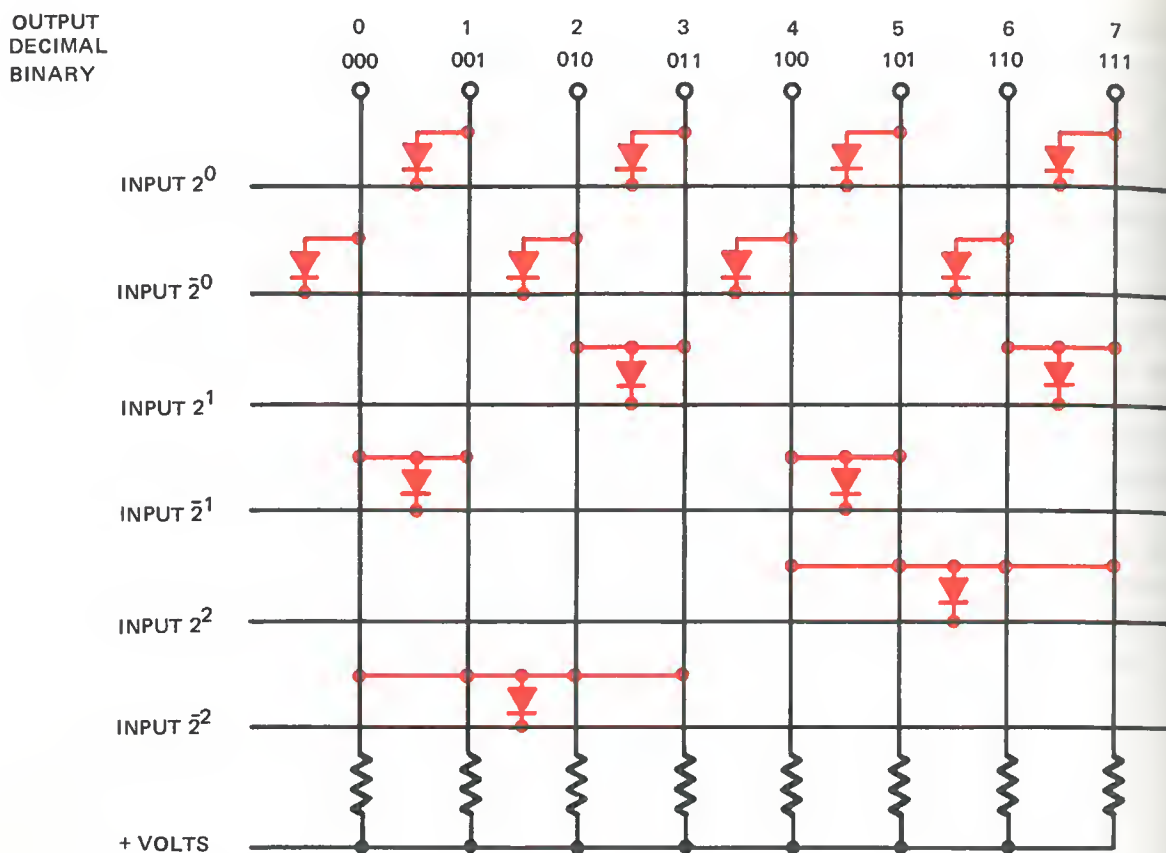 OUTPUT 0 1 2 3 4 5 6 7
DECIMAL
BINARY 000 001 010 011 100 101 110 111
INPUT 2⁰
INPUT 2̄⁰
INPUT 2¹
INPUT 2̄¹
INPUT 2²
INPUT 2̄²
+ VOLTS